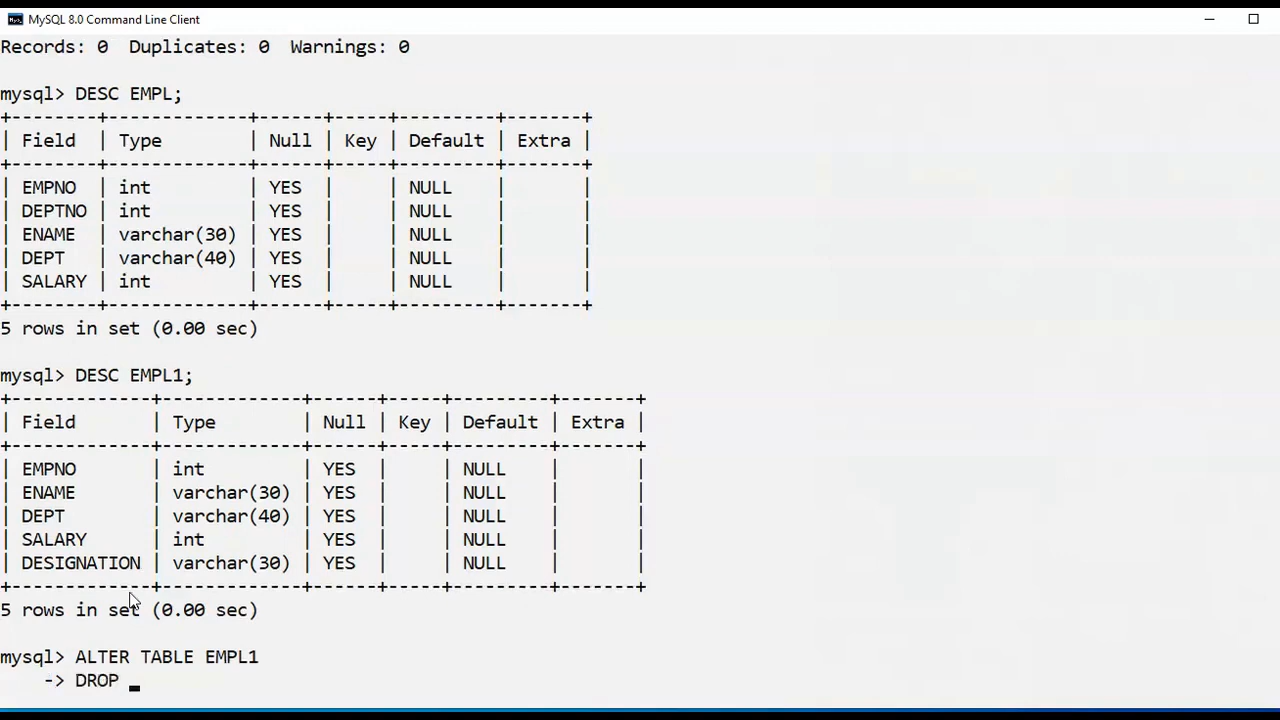 MySQL 8.0 Command Line Client
Records: 0  Duplicates: 0  Warnings: 0
mysql> DESC EMPL;
+--------+-------------+------+-----+---------+-------+
| Field  | Type        | Null | Key | Default | Extra |
+--------+-------------+------+-----+---------+-------+
| EMPNO  | int         | YES  |     | NULL    |       |
| DEPTNO | int         | YES  |     | NULL    |       |
| ENAME  | varchar(30) | YES  |     | NULL    |       |
| DEPT   | varchar(40) | YES  |     | NULL    |       |
| SALARY | int         | YES  |     | NULL    |       |
+--------+-------------+------+-----+---------+-------+
5 rows in set (0.00 sec)
mysql> DESC EMPL1;
+-------------+-------------+------+-----+---------+-------+
| Field       | Type        | Null | Key | Default | Extra |
+-------------+-------------+------+-----+---------+-------+
| EMPNO       | int         | YES  |     | NULL    |       |
| ENAME       | varchar(30) | YES  |     | NULL    |       |
| DEPT        | varchar(40) | YES  |     | NULL    |       |
| SALARY      | int         | YES  |     | NULL    |       |
| DESIGNATION | varchar(30) | YES  |     | NULL    |       |
+-------------+-------------+------+-----+---------+-------+
5 rows in set (0.00 sec)
mysql> ALTER TABLE EMPL1
    -> DROP _